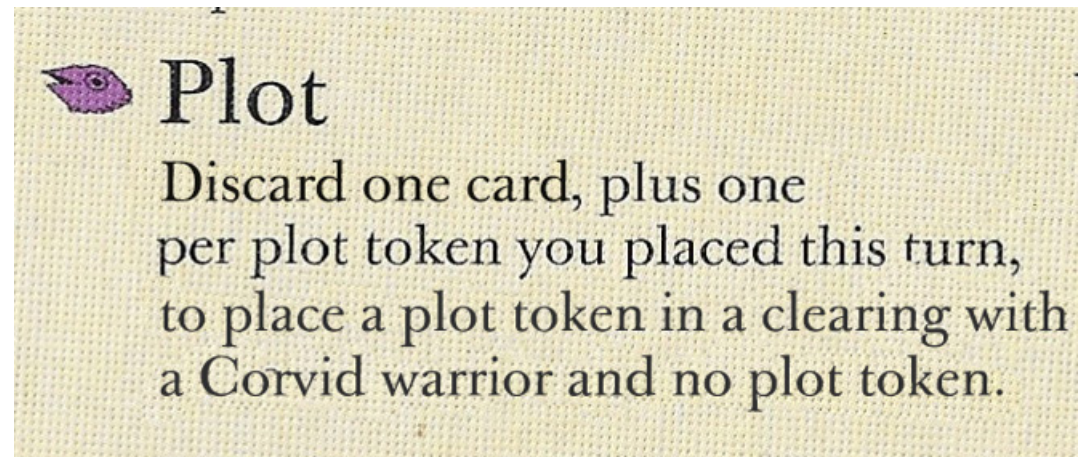 Plot
Discard one card, plus one
per plot token you placed this turn,
to place a plot token in a clearing with
a Corvid warrior and no plot token.